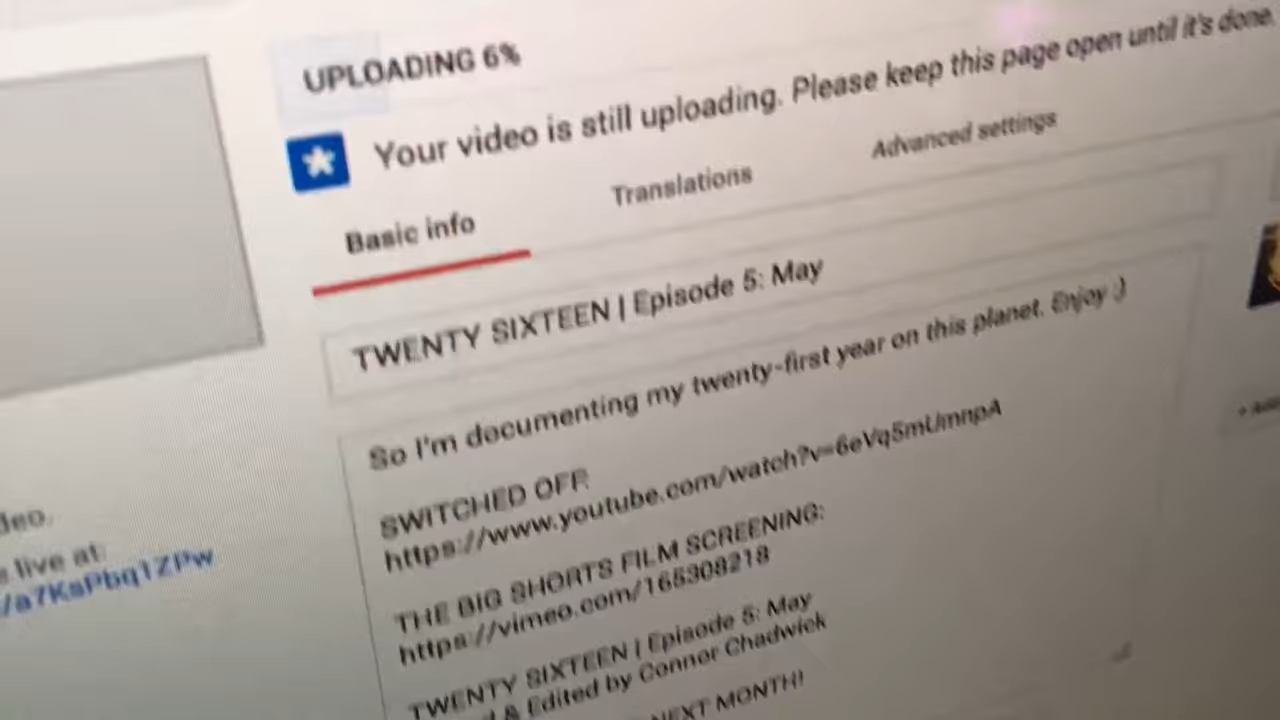 UPLOADING 6%
Your video is still uploading. Please keep this page open until it's done.
Basic info
Translations
Advanced settings
TWENTY SIXTEEN | Episode 5: May
So I'm documenting my twenty-first year on this planet. Enjoy :)
SWITCHED OFF:
https://www.youtube.com/watch?v=6eVq5mUmnpA
THE BIG SHORTS FILM SCREENING:
https://vimeo.com/165308218
TWENTY SIXTEEN | Episode 5: May
& Edited by Connor Chadwick
NEXT MONTH!
live at:
/a7KsPbq1ZPw